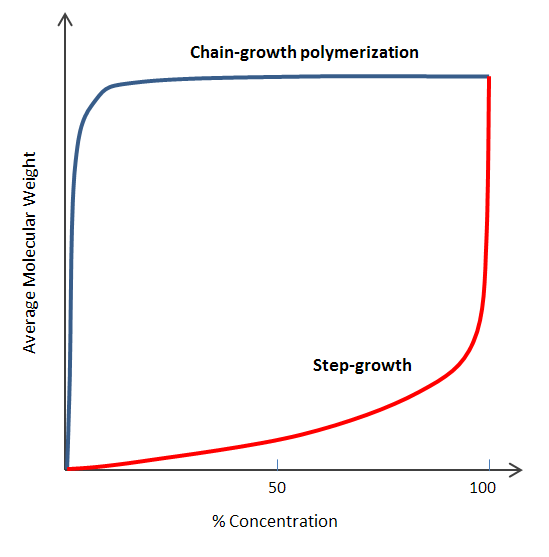 Chain-growth polymerization
Average Molecular Weight
Step-growth
50
100
% Concentration